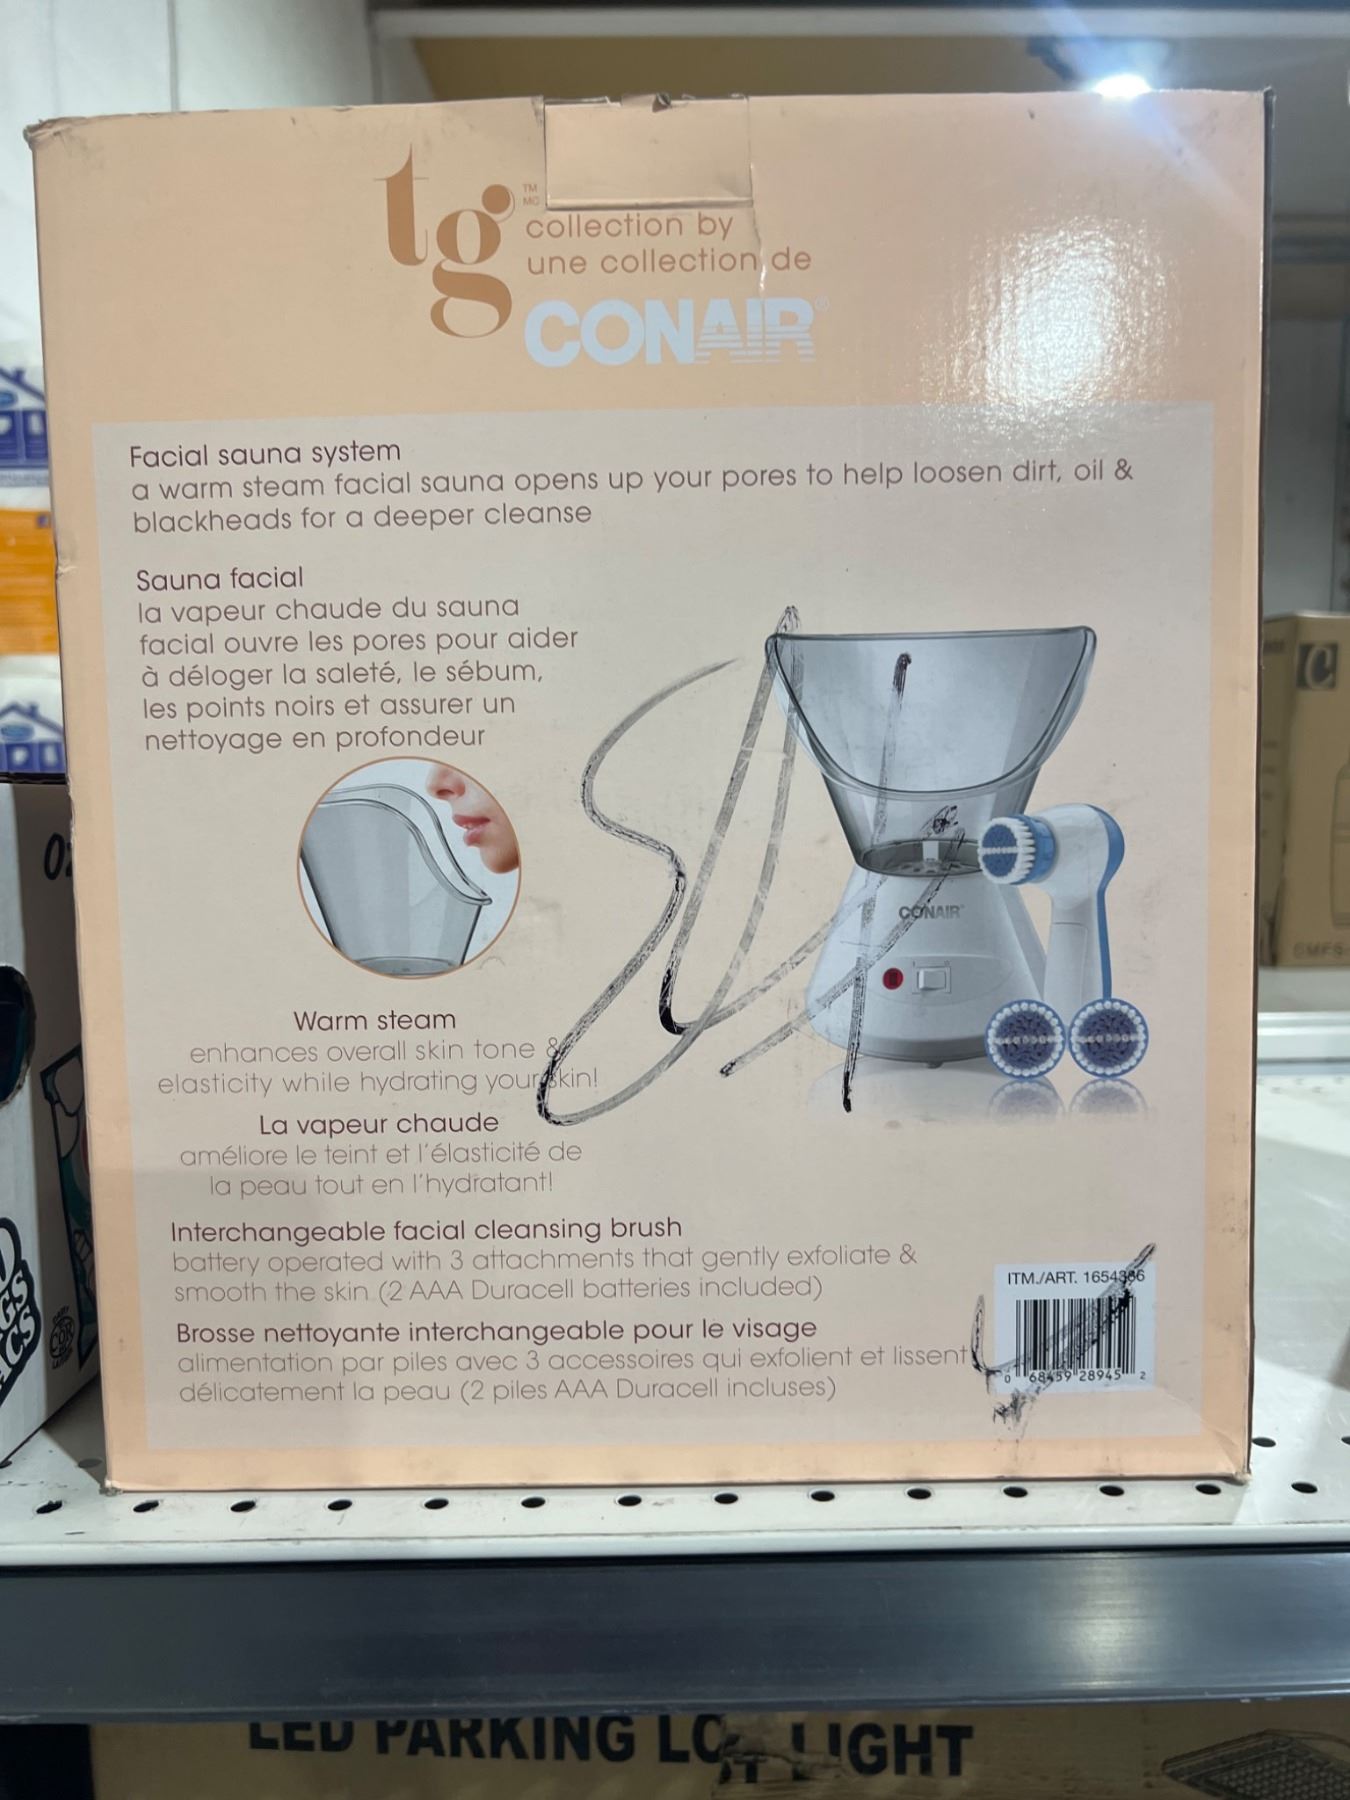 tg TM MC
collection by
une collection de
CONAIR®
Facial sauna system
a warm steam facial sauna opens up your pores to help loosen dirt, oil &
blackheads for a deeper cleanse
Sauna facial
la vapeur chaude du sauna
facial ouvre les pores pour aider
à déloger la saleté, le sébum,
les points noirs et assurer un
nettoyage en profondeur
CONAIR
Warm steam
enhances overall skin tone &
elasticity while hydrating your skin!
La vapeur chaude
améliore le teint et l'élasticité de
la peau tout en l'hydratant!
Interchangeable facial cleansing brush
battery operated with 3 attachments that gently exfoliate &
smooth the skin (2 AAA Duracell batteries included)
Brosse nettoyante interchangeable pour le visage
alimentation par piles avec 3 accessoires qui exfolient et lissent
délicatement la peau (2 piles AAA Duracell incluses)
ITM./ART. 1654386
0 68459 28945 2
C
LED PARKING LOT LIGHT